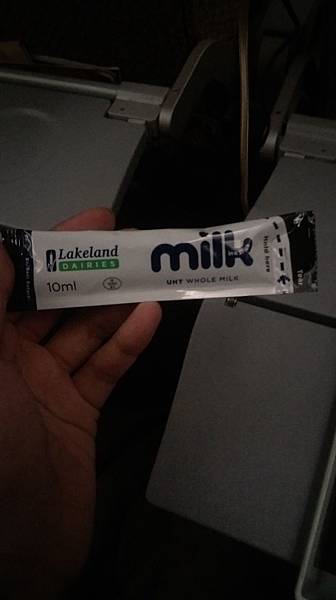 Lakeland
DAIRIES
10ml
milk
UHT WHOLE MILK
Hold here
Tear